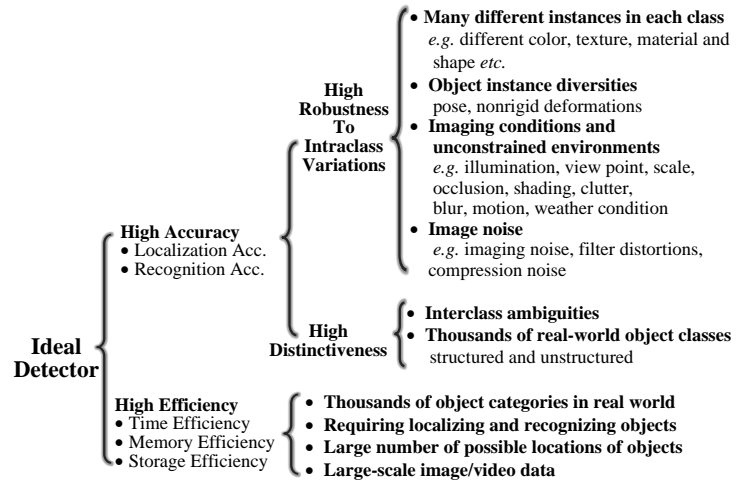 Ideal
Detector
High Accuracy
• Localization Acc.
• Recognition Acc.
High
Robustness
To
Intraclass
Variations
• Many different instances in each class
e.g. different color, texture, material and
shape etc.
• Object instance diversities
pose, nonrigid deformations
• Imaging conditions and
unconstrained environments
e.g. illumination, view point, scale,
occlusion, shading, clutter,
blur, motion, weather condition
• Image noise
e.g. imaging noise, filter distortions,
compression noise
High
Distinctiveness
• Interclass ambiguities
• Thousands of real-world object classes
structured and unstructured
High Efficiency
• Time Efficiency
• Memory Efficiency
• Storage Efficiency
• Thousands of object categories in real world
• Requiring localizing and recognizing objects
• Large number of possible locations of objects
• Large-scale image/video data